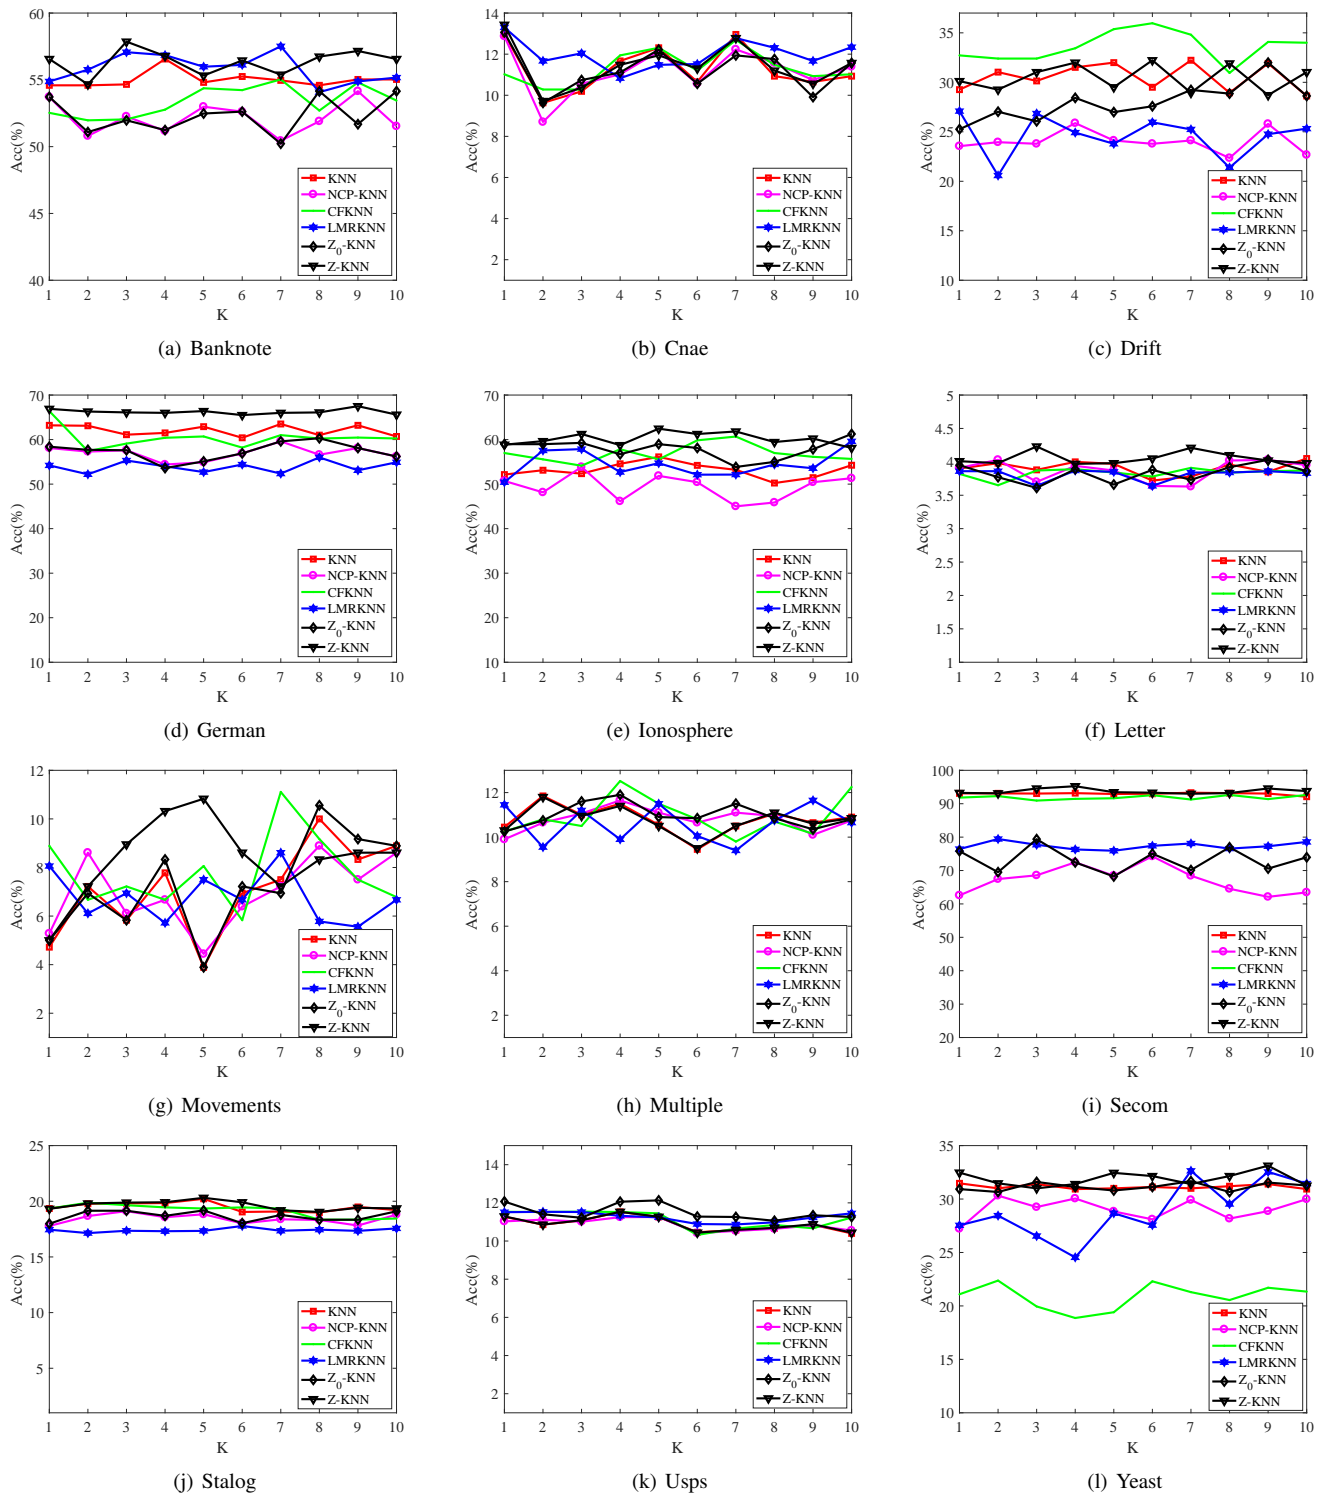 60
55
50
45
40
Acc(%)
1 2 3 4 5 6 7 8 9 10
K
KNN
NCP-KNN
CFKNN
LMRKNN
Z0-KNN
Z-KNN
(a) Banknote
14
12
10
8
6
4
2
Acc(%)
1 2 3 4 5 6 7 8 9 10
K
KNN
NCP-KNN
CFKNN
LMRKNN
Z0-KNN
Z-KNN
(b) Cnae
35
30
25
20
15
10
Acc(%)
1 2 3 4 5 6 7 8 9 10
K
KNN
NCP-KNN
CFKNN
LMRKNN
Z0-KNN
Z-KNN
(c) Drift
70
60
50
40
30
20
10
Acc(%)
1 2 3 4 5 6 7 8 9 10
K
KNN
NCP-KNN
CFKNN
LMRKNN
Z0-KNN
Z-KNN
(d) German
70
60
50
40
30
20
10
Acc(%)
1 2 3 4 5 6 7 8 9 10
K
KNN
NCP-KNN
CFKNN
LMRKNN
Z0-KNN
Z-KNN
(e) Ionosphere
5
4.5
4
3.5
3
2.5
2
1.5
1
Acc(%)
1 2 3 4 5 6 7 8 9 10
K
KNN
NCP-KNN
CFKNN
LMRKNN
Z0-KNN
Z-KNN
(f) Letter
12
10
8
6
4
2
Acc(%)
1 2 3 4 5 6 7 8 9 10
K
KNN
NCP-KNN
CFKNN
LMRKNN
Z0-KNN
Z-KNN
(g) Movements
12
10
8
6
4
2
Acc(%)
1 2 3 4 5 6 7 8 9 10
K
KNN
NCP-KNN
CFKNN
LMRKNN
Z0-KNN
Z-KNN
(h) Multiple
100
90
80
70
60
50
40
30
20
Acc(%)
1 2 3 4 5 6 7 8 9 10
K
KNN
NCP-KNN
CFKNN
LMRKNN
Z0-KNN
Z-KNN
(i) Secom
25
20
15
10
5
Acc(%)
1 2 3 4 5 6 7 8 9 10
K
KNN
NCP-KNN
CFKNN
LMRKNN
Z0-KNN
Z-KNN
(j) Stalog
14
12
10
8
6
4
2
Acc(%)
1 2 3 4 5 6 7 8 9 10
K
KNN
NCP-KNN
CFKNN
LMRKNN
Z0-KNN
Z-KNN
(k) Usps
35
30
25
20
15
10
Acc(%)
1 2 3 4 5 6 7 8 9 10
K
KNN
NCP-KNN
CFKNN
LMRKNN
Z0-KNN
Z-KNN
(l) Yeast